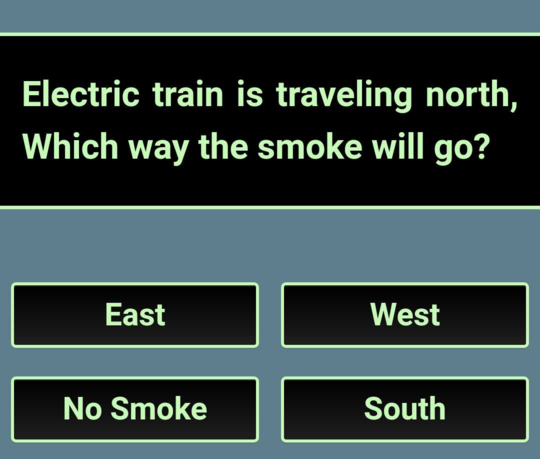 Electric train is traveling north,
Which way the smoke will go?
East
West
No Smoke
South